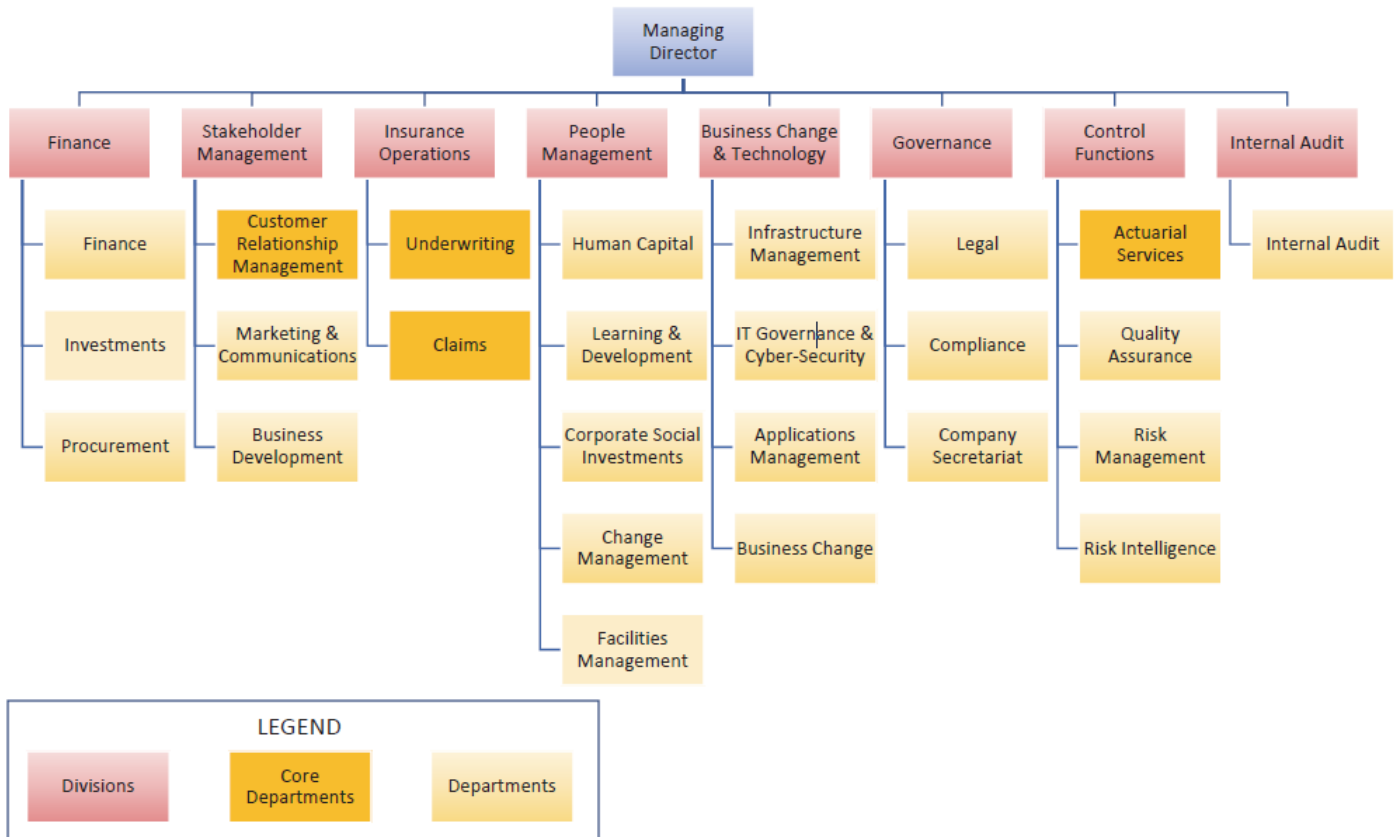 Managing
Director
Finance
Stakeholder
Management
Insurance
Operations
People
Management
Business Change
& Technology
Governance
Control
Functions
Internal Audit
Finance
Investments
Procurement
Customer
Relationship
Management
Marketing &
Communications
Business
Development
Underwriting
Claims
Human Capital
Learning &
Development
Corporate Social
Investments
Change
Management
Facilities
Management
Infrastructure
Management
IT Governance &
Cyber-Security
Applications
Management
Business Change
Legal
Compliance
Company
Secretariat
Actuarial
Services
Quality
Assurance
Risk
Management
Risk Intelligence
Internal Audit
LEGEND
Divisions
Core
Departments
Departments